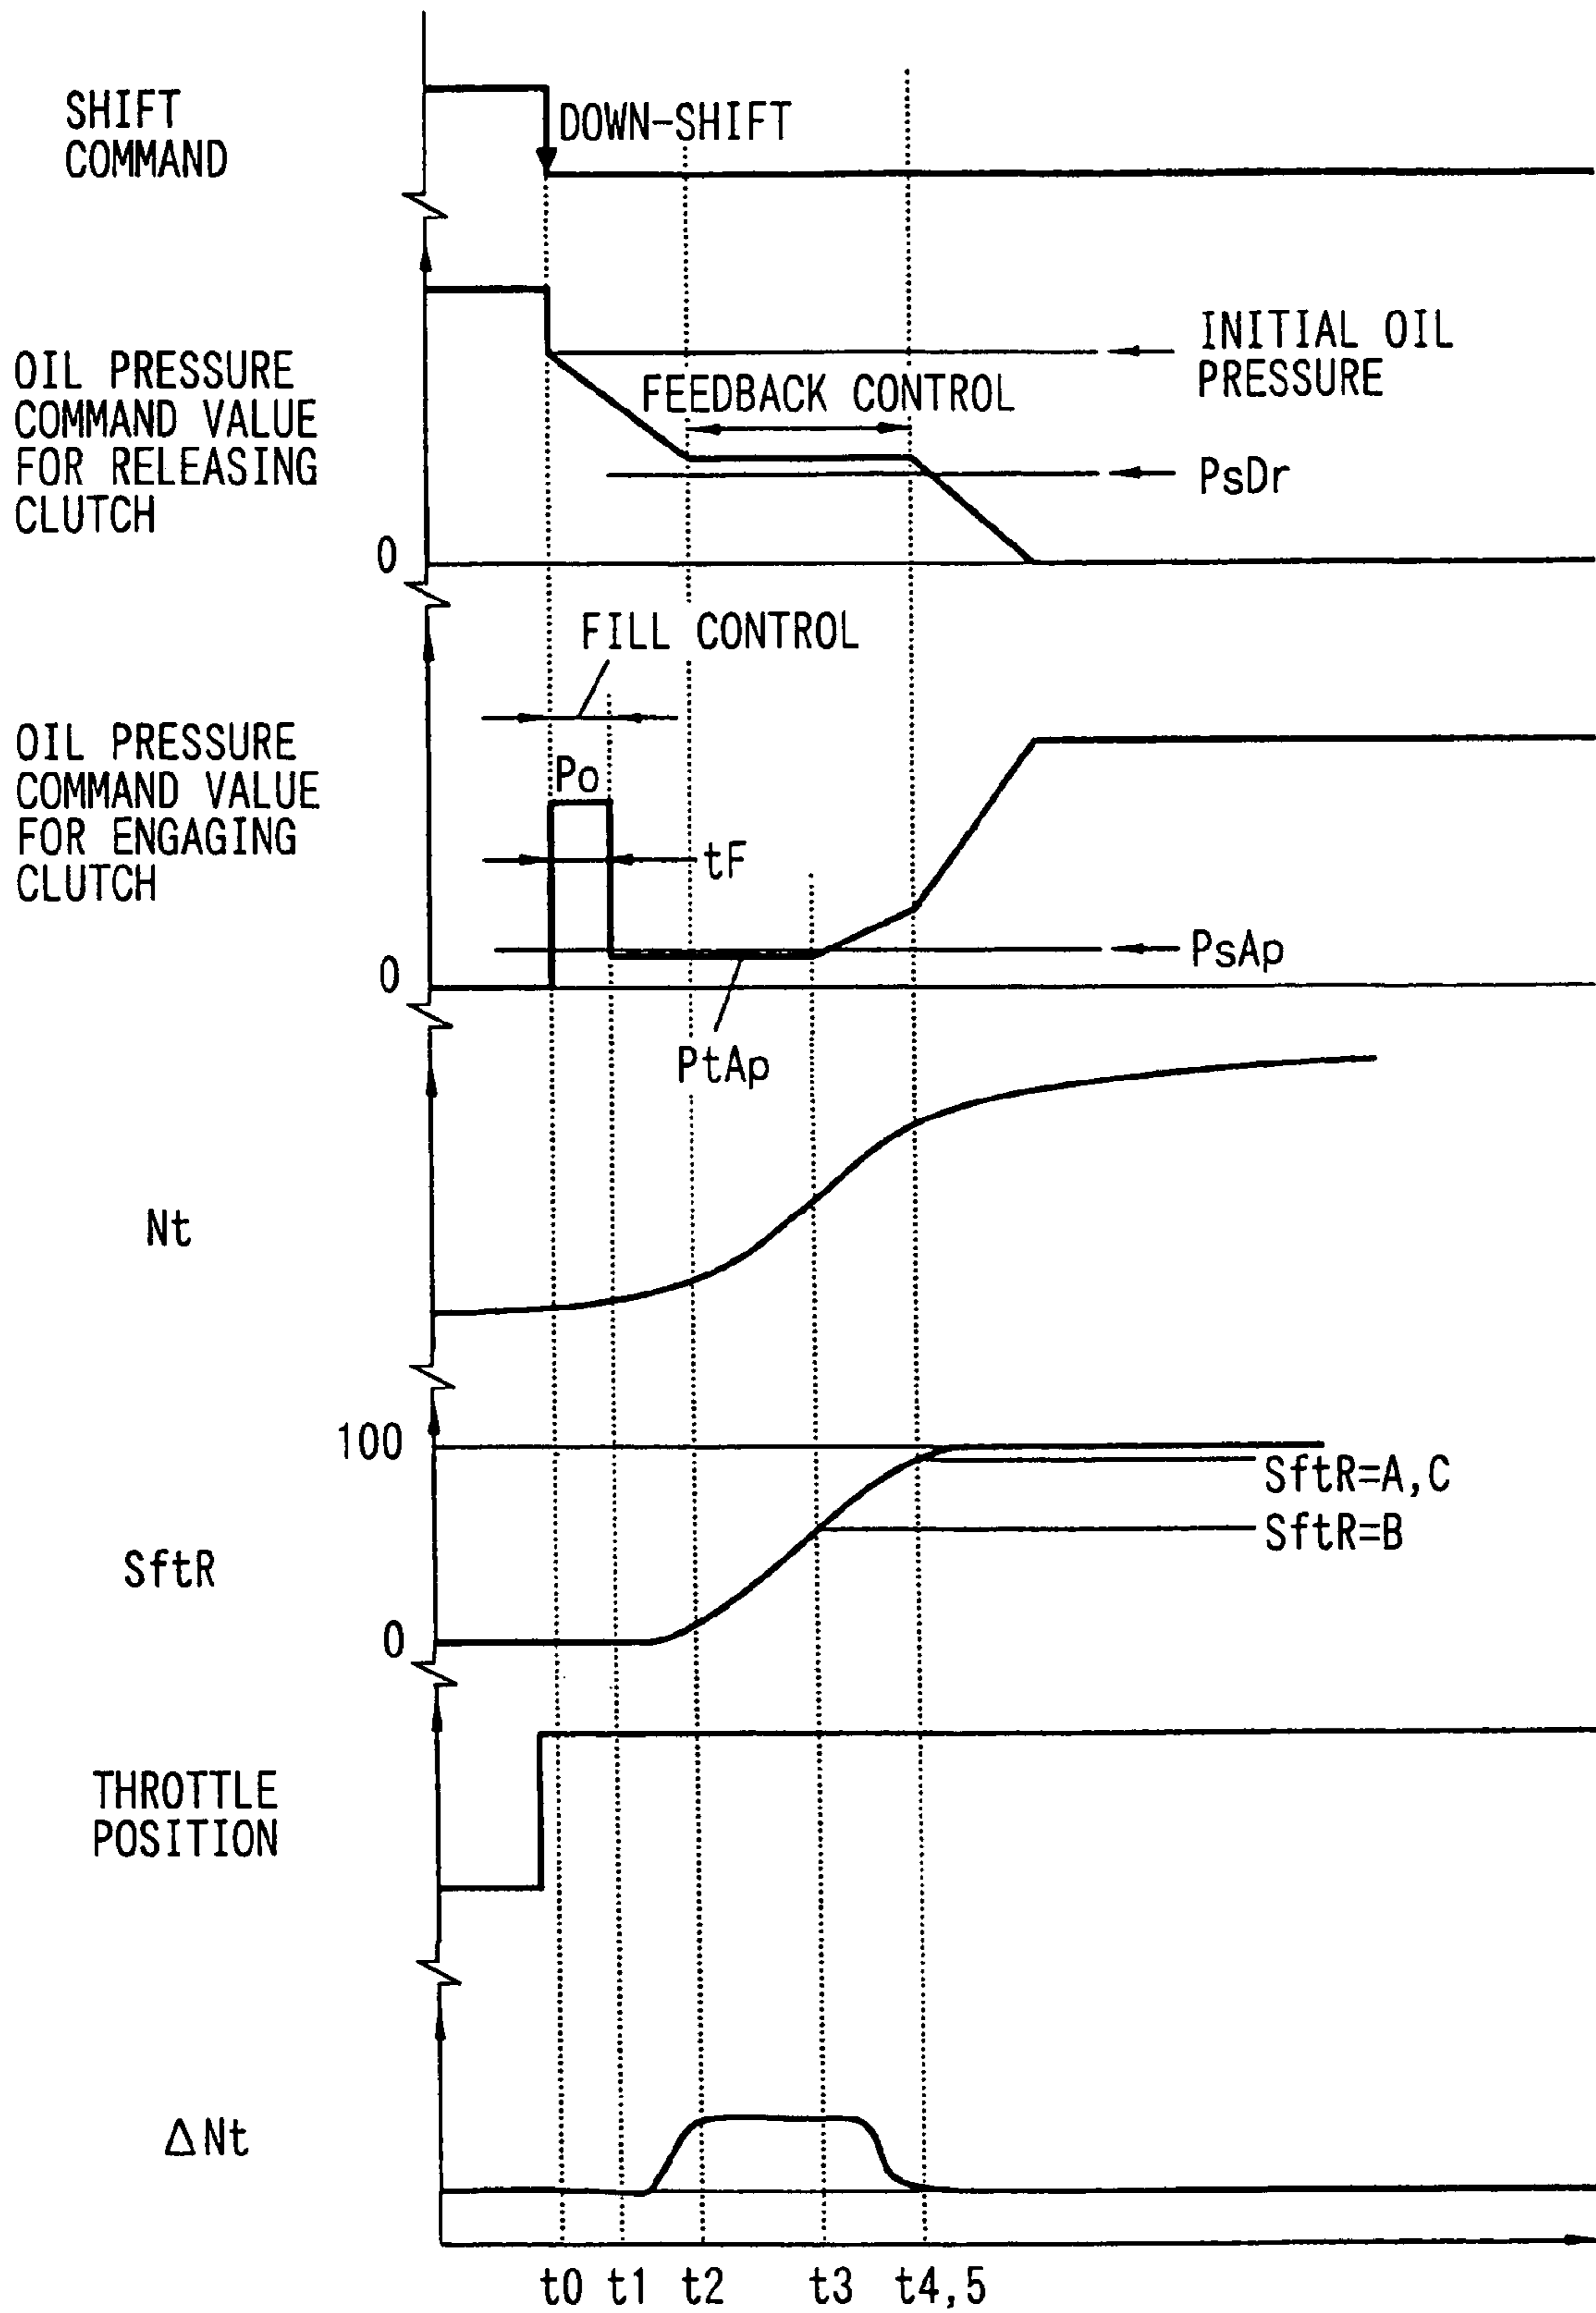 SHIFT
COMMAND
DOWN-SHIFT
OIL PRESSURE
COMMAND VALUE
FOR RELEASING
CLUTCH
INITIAL OIL
PRESSURE
FEEDBACK CONTROL
PsDr
0
FILL CONTROL
OIL PRESSURE
COMMAND VALUE
FOR ENGAGING
CLUTCH
Po
tF
PsAp
0
PtAp
Nt
100
SftR=A,C
SftR=B
SftR
0
THROTTLE
POSITION
ΔNt
t0 t1 t2 t3 t4,5